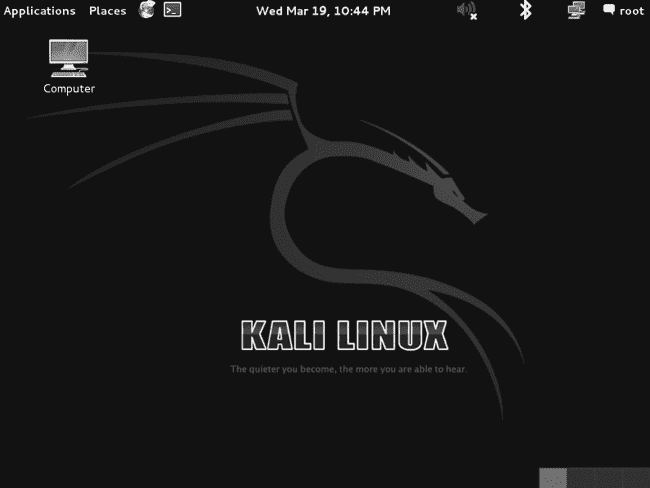 Applications Places Wed Mar 19, 10:44 PM root
Computer
KALI LINUX
The quieter you become, the more you are able to hear.